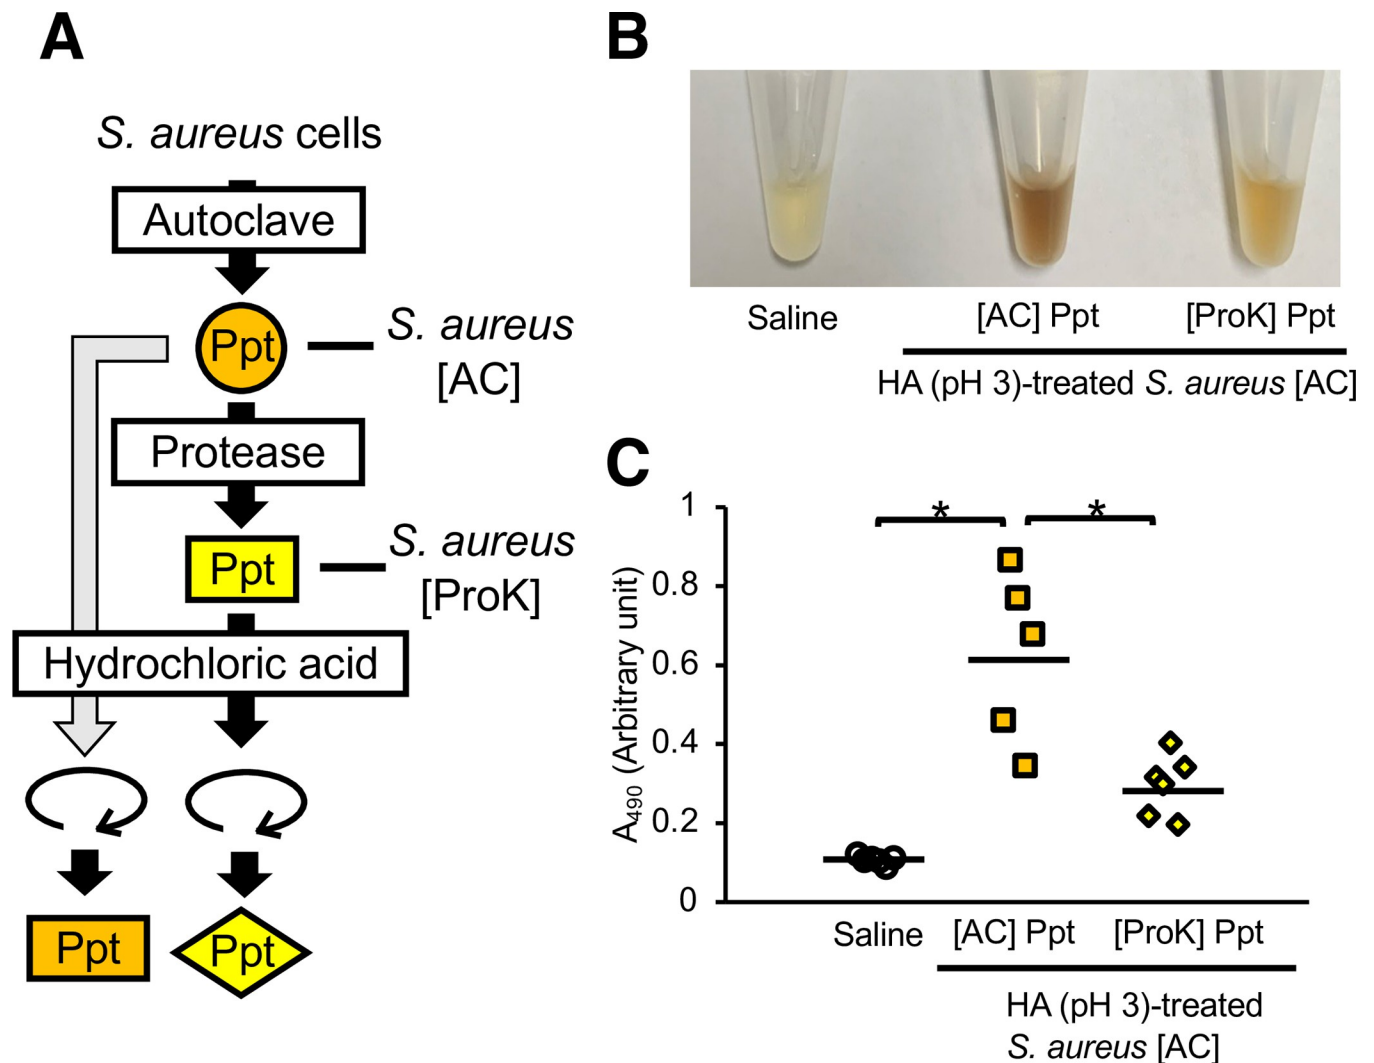 A
S. aureus cells
Autoclave
Ppt
S. aureus
[AC]
Protease
Ppt
S. aureus
[ProK]
Hydrochloric acid
Ppt
Ppt
B
Saline
[AC] Ppt
[ProK] Ppt
HA (pH 3)-treated S. aureus [AC]
C
A490 (Arbitrary unit)
1
0.8
0.6
0.4
0.2
0
*
*
Saline
[AC] Ppt
[ProK] Ppt
HA (pH 3)-treated
S. aureus [AC]